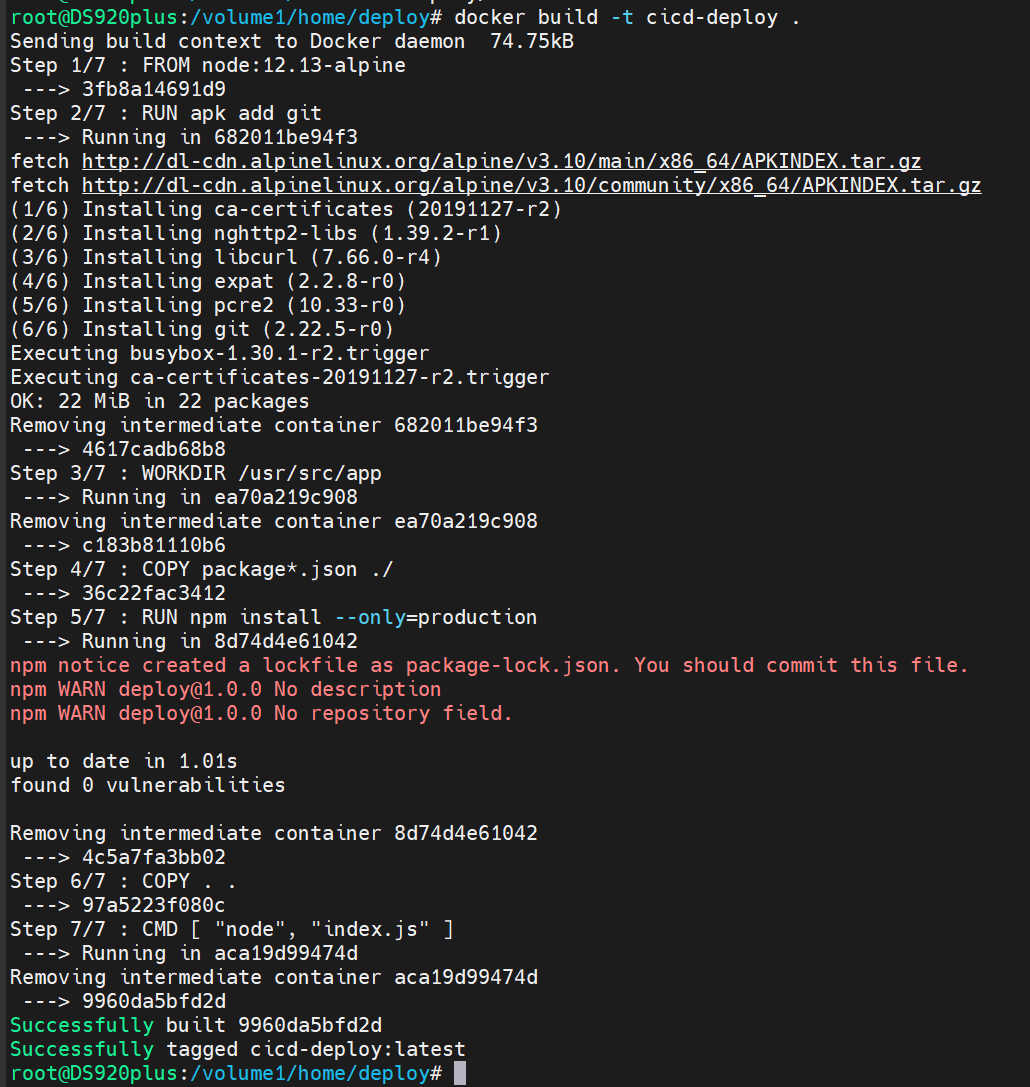 root@DS920plus:/volume1/home/deploy# docker build -t cicd-deploy .
Sending build context to Docker daemon  74.75kB
Step 1/7 : FROM node:12.13-alpine
 ---> 3fb8a14691d9
Step 2/7 : RUN apk add git
 ---> Running in 682011be94f3
fetch http://dl-cdn.alpinelinux.org/alpine/v3.10/main/x86_64/APKINDEX.tar.gz
fetch http://dl-cdn.alpinelinux.org/alpine/v3.10/community/x86_64/APKINDEX.tar.gz
(1/6) Installing ca-certificates (20191127-r2)
(2/6) Installing nghttp2-libs (1.39.2-r1)
(3/6) Installing libcurl (7.66.0-r4)
(4/6) Installing expat (2.2.8-r0)
(5/6) Installing pcre2 (10.33-r0)
(6/6) Installing git (2.22.5-r0)
Executing busybox-1.30.1-r2.trigger
Executing ca-certificates-20191127-r2.trigger
OK: 22 MiB in 22 packages
Removing intermediate container 682011be94f3
 ---> 4617cadb68b8
Step 3/7 : WORKDIR /usr/src/app
 ---> Running in ea70a219c908
Removing intermediate container ea70a219c908
 ---> c183b81110b6
Step 4/7 : COPY package*.json ./
 ---> 36c22fac3412
Step 5/7 : RUN npm install --only=production
 ---> Running in 8d74d4e61042
npm notice created a lockfile as package-lock.json. You should commit this file.
npm WARN deploy@1.0.0 No description
npm WARN deploy@1.0.0 No repository field.

up to date in 1.01s
found 0 vulnerabilities

Removing intermediate container 8d74d4e61042
 ---> 4c5a7fa3bb02
Step 6/7 : COPY . .
 ---> 97a5223f080c
Step 7/7 : CMD [ "node", "index.js" ]
 ---> Running in aca19d99474d
Removing intermediate container aca19d99474d
 ---> 9960da5bfd2d
Successfully built 9960da5bfd2d
Successfully tagged cicd-deploy:latest
root@DS920plus:/volume1/home/deploy#